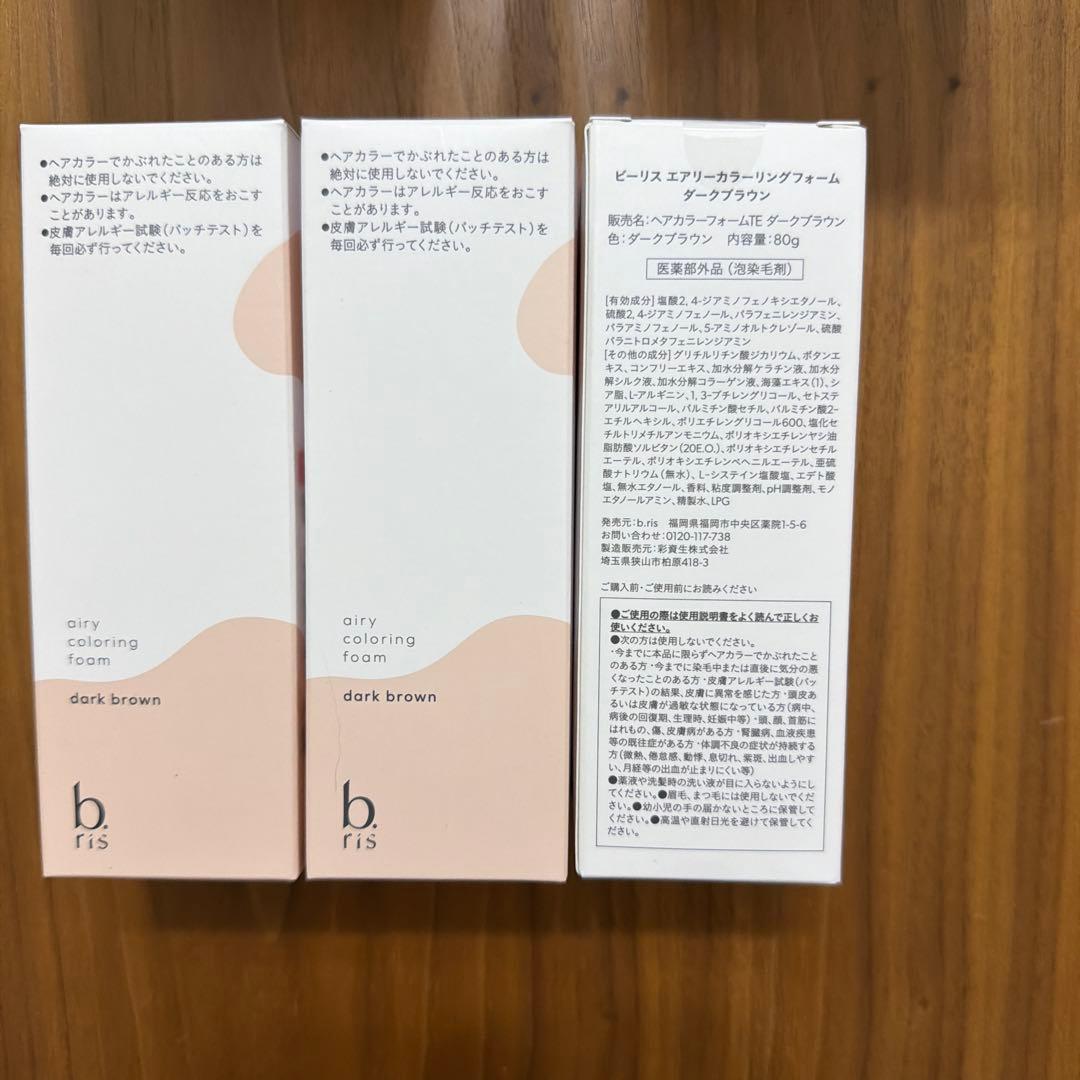 ●ヘアカラーでかぶれたことのある方は
絶対に使用しないでください。
●ヘアカラーはアレルギー反応をおこす
ことがあります。
●皮膚アレルギー試験（パッチテスト）を
毎回必ず行ってください。
airy
coloring
foam
dark brown
b.
ris
●ヘアカラーでかぶれたことのある方は
絶対に使用しないでください。
●ヘアカラーはアレルギー反応をおこす
ことがあります。
●皮膚アレルギー試験（パッチテスト）を
毎回必ず行ってください。
airy
coloring
foam
dark brown
b.
ris
ビーリス エアリーカラーリングフォーム
ダークブラウン
販売名：ヘアカラーフォームTE ダークブラウン
色：ダークブラウン 内容量：80g
医薬部外品（泡染毛剤）
[有効成分] 塩酸2, 4-ジアミノフェノキシエタノール、
硫酸2, 4-ジアミノフェノール、パラフェニレンジアミン、
パラアミノフェノール、5-アミノオルトクレゾール、硫酸
パラニトロメタフェニレンジアミン
[その他の成分] グリチルリチン酸ジカリウム、ボタンエ
キス、コンフリーエキス、加水分解ケラチン液、加水分
解シルク液、加水分解コラーゲン液、海藻エキス（1）、シ
ア脂、L-アルギニン、1, 3-ブチレングリコール、セトステ
アリルアルコール、パルミチン酸セチル、パルミチン酸2-
エチルヘキシル、ポリエチレングリコール600、塩化セ
チルトリメチルアンモニウム、ポリオキシエチレンヤシ油
脂肪酸ソルビタン（20E.O.）、ポリオキシエチレンセチル
エーテル、ポリオキシエチレンベヘニルエーテル、亜硫
酸ナトリウム（無水）、L-システイン塩酸塩、エデト酸
塩、無水エタノール、香料、粘度調整剤、pH調整剤、モノ
エタノールアミン、精製水、LPG
発売元：b.ris 福岡県福岡市中央区薬院1-5-6
お問い合わせ：0120-117-738
製造販売元：彩資生株式会社
埼玉県狭山市柏原418-3
ご購入前・ご使用前にお読みください
●ご使用の際は使用説明書をよく読んで正しくお
使いください。
●次の方は使用しないでください。
・今までに本品に限らずヘアカラーでかぶれたこと
のある方・今までに染毛中または直後に気分の悪
くなったことのある方・皮膚アレルギー試験（パッ
チテスト）の結果、皮膚に異常を感じた方・頭皮あ
るいは皮膚が過敏な状態になっている方（病中、
病後の回復期、生理時、妊娠中等）・頭、顔、首筋に
はれもの、傷、皮膚病がある方・腎臓病、血液疾患
等の既往症がある方・体調不良の症状が持続する
方（微熱、倦怠感、動悸、息切れ、紫斑、出血しやす
い、月経等の出血が止まりにくい等）
●薬液や洗髪時の洗い液が目に入らないようにし
てください。●眉毛、まつ毛には使用しないでくだ
さい。●幼小児の手の届かないところに保管して
ください。●高温や直射日光を避けて保管してくだ
さい。